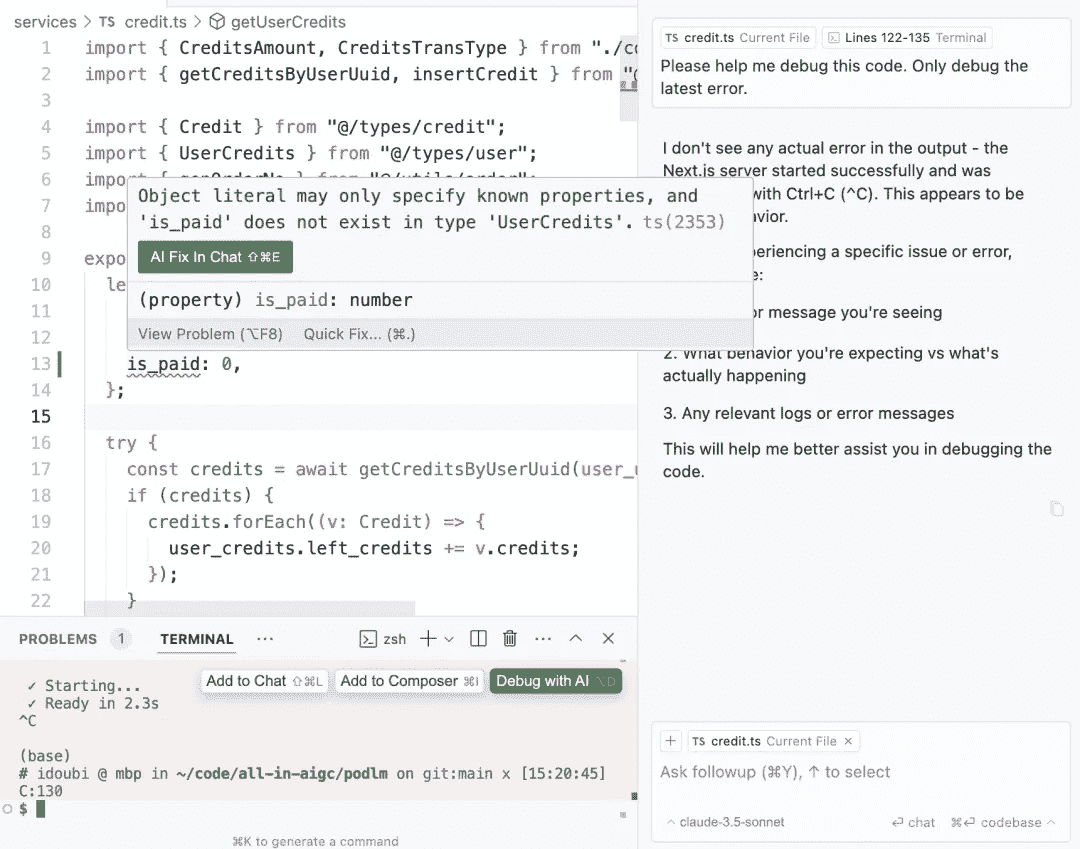 services > TS credit.ts > getUserCredits
1 import { CreditsAmount, CreditsTransType } from "./co
2 import { getCreditsByUserUuid, insertCredit } from "@
3
4 import { Credit } from "@/types/credit";
5 import { UserCredits } from "@/types/user";
6 impo
7 impo
8
9 expo
10 le
11
12
13 is_paid: 0,
14 };
15
16 try {
17 const credits = await getCreditsByUserUuid(user_u
18 if (credits) {
19 credits.forEach((v: Credit) => {
20 user_credits.left_credits += v.credits;
21 });
22 }
Object literal may only specify known properties, and
'is_paid' does not exist in type 'UserCredits'. ts(2353)
AI Fix In Chat ⇧⌘E
(property) is_paid: number
View Problem (⌥F8) Quick Fix... (⌘.)
PROBLEMS 1 TERMINAL ··· zsh ···
Add to Chat ⇧⌘L Add to Composer ⌘I Debug with AI ⌥D
✓ Starting...
✓ Ready in 2.3s
^C
(base)
# idoubi @ mbp in ~/code/all-in-aigc/podlm on git:main x [15:20:45]
C:130
$
⌘K to generate a command
TS credit.ts Current File Lines 122-135 Terminal
Please help me debug this code. Only debug the
latest error.
I don't see any actual error in the output - the
Next.js server started successfully and was
with Ctrl+C (^C). This appears to be
avior.
periencing a specific issue or error,
e:
or message you're seeing
2. What behavior you're expecting vs what's
actually happening
3. Any relevant logs or error messages
This will help me better assist you in debugging the
code.
+ TS credit.ts Current File ×
Ask followup (⌘Y), ↑ to select
^ claude-3.5-sonnet ↵ chat ⌘↵ codebase ^